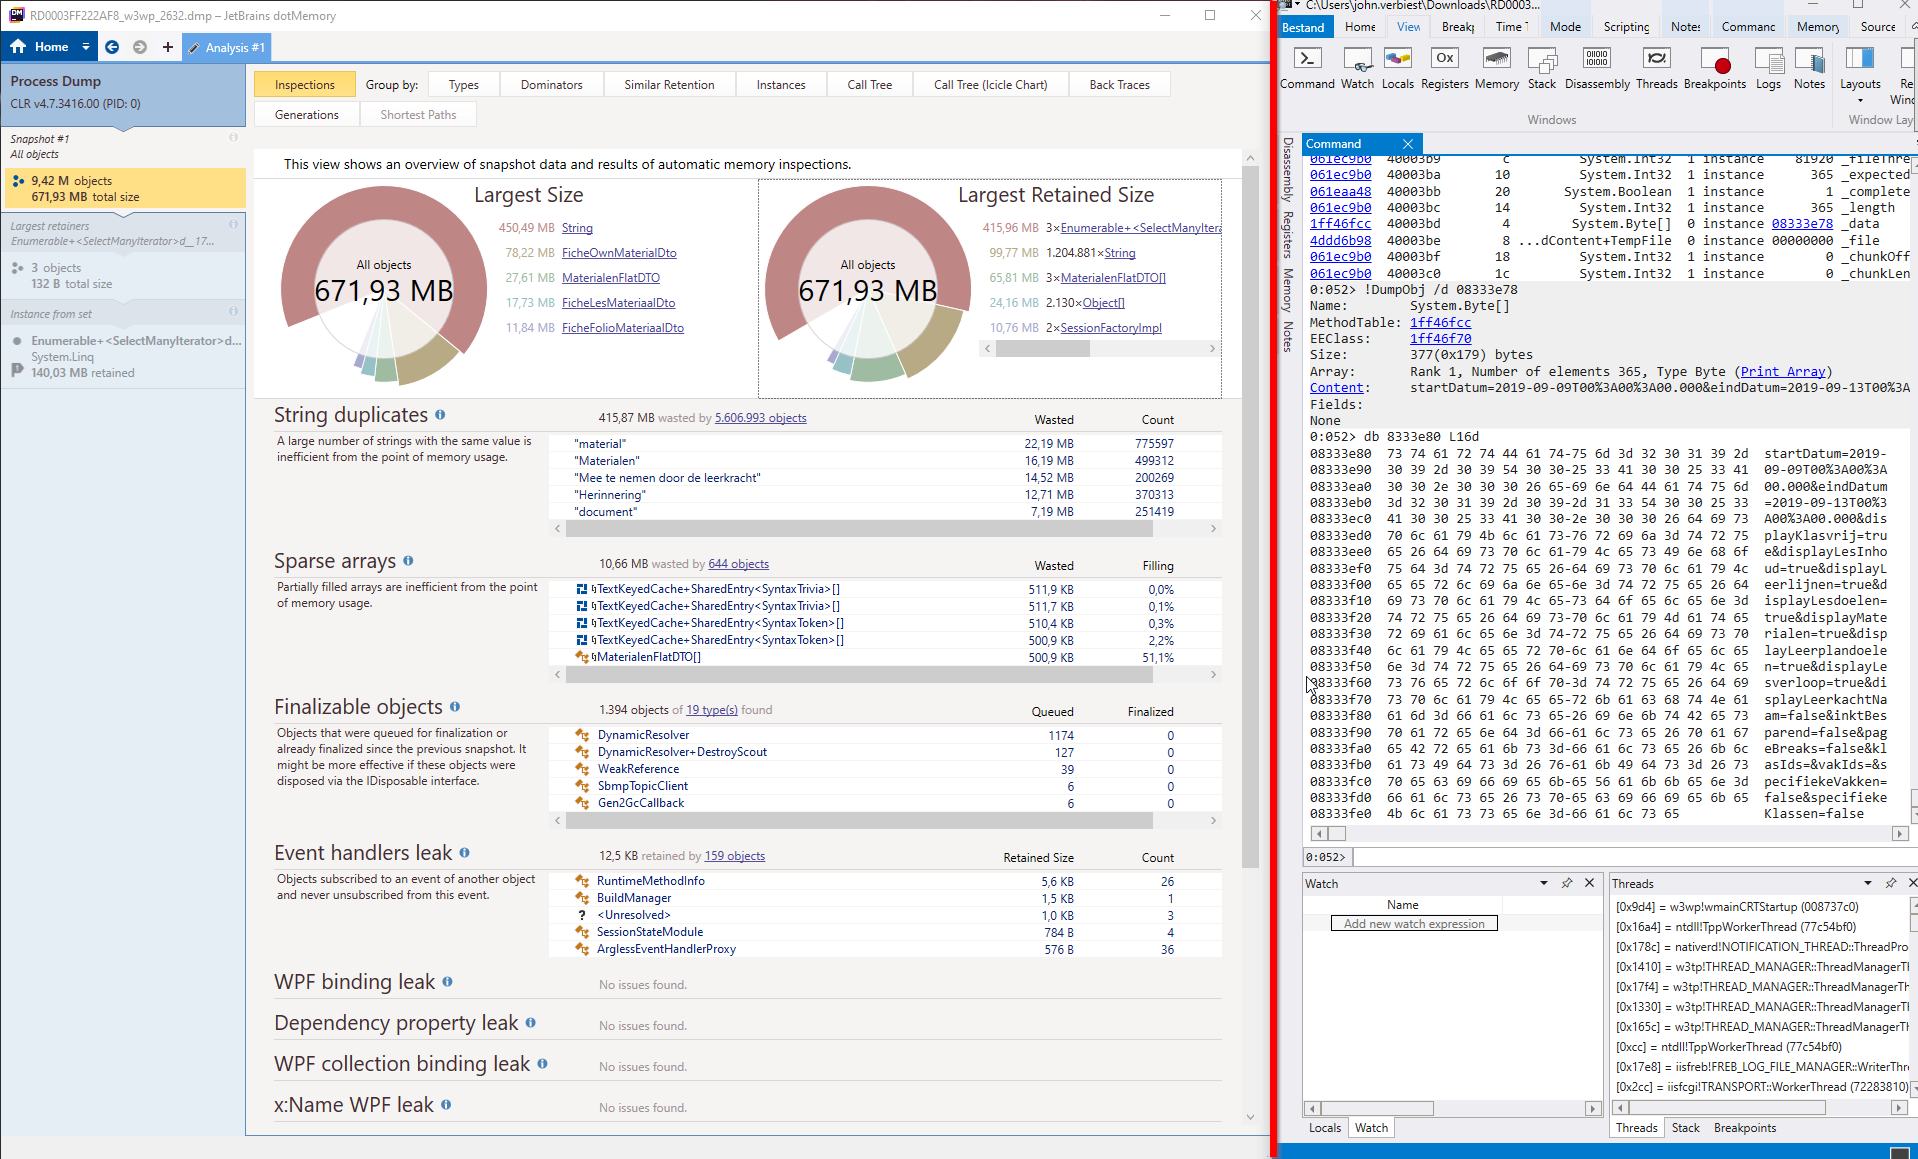 RD0003FF222AF8_w3wp_2632.dmp – JetBrains dotMemory
Home
Analysis #1
Process Dump
CLR v4.7.3416.00 (PID: 0)
Snapshot #1
All objects
9,42 M objects
671,93 MB total size
Largest retainers
Enumerable+<SelectManyIterator>d__17...
3 objects
132 B total size
Instance from set
Enumerable+<SelectManyIterator>d...
System.Linq
140,03 MB retained
Inspections Group by: Types Dominators Similar Retention Instances Call Tree Call Tree (Icicle Chart) Back Traces
Generations Shortest Paths
This view shows an overview of snapshot data and results of automatic memory inspections.
Largest Size
All objects
671,93 MB
450,49 MB String
78,22 MB FicheOwnMaterialDto
27,61 MB MaterialenFlatDTO
17,73 MB FicheLesMateriaalDto
11,84 MB FicheFolioMateriaalDto
Largest Retained Size
All objects
671,93 MB
415,96 MB 3×Enumerable+<SelectManyItera
99,77 MB 1.204.881×String
65,81 MB 3×MaterialenFlatDTO[]
24,16 MB 2.130×Object[]
10,76 MB 2×SessionFactoryImpl
String duplicates
415,87 MB wasted by 5.606.993 objects Wasted Count
A large number of strings with the same value is
inefficient from the point of memory usage.
"material" 22,19 MB 775597
"Materialen" 16,19 MB 499312
"Mee te nemen door de leerkracht" 14,52 MB 200269
"Herinnering" 12,71 MB 370313
"document" 7,19 MB 251419
Sparse arrays
10,66 MB wasted by 644 objects Wasted Filling
Partially filled arrays are inefficient from the point
of memory usage.
TextKeyedCache+SharedEntry<SyntaxTrivia>[] 511,9 KB 0,0%
TextKeyedCache+SharedEntry<SyntaxTrivia>[] 511,7 KB 0,1%
TextKeyedCache+SharedEntry<SyntaxToken>[] 510,4 KB 0,3%
TextKeyedCache+SharedEntry<SyntaxToken>[] 500,9 KB 2,2%
MaterialenFlatDTO[] 500,9 KB 51,1%
Finalizable objects
1.394 objects of 19 type(s) found Queued Finalized
Objects that were queued for finalization or
already finalized since the previous snapshot. It
might be more effective if these objects were
disposed via the IDisposable interface.
DynamicResolver 1174 0
DynamicResolver+DestroyScout 127 0
WeakReference 39 0
SbmpTopicClient 6 0
Gen2GcCallback 6 0
Event handlers leak
12,5 KB retained by 159 objects Retained Size Count
Objects subscribed to an event of another object
and never unsubscribed from this event.
RuntimeMethodInfo 5,6 KB 26
BuildManager 1,5 KB 1
? <Unresolved> 1,0 KB 3
SessionStateModule 784 B 4
ArglessEventHandlerProxy 576 B 36
WPF binding leak No issues found.
Dependency property leak No issues found.
WPF collection binding leak No issues found.
x:Name WPF leak No issues found.
C:\Users\john.verbiest\Downloads\RD0003...
Bestand Home View Breakp Time T Mode Scripting Notes Commanc Memory Source
Command Watch Locals Registers Memory Stack Disassembly Threads Breakpoints Logs Notes Layouts Re
Winc
Windows Window Lay
Disassembly Registers Memory Notes
Command
061ec9b0 40003b9 c System.Int32 1 instance 81920 _fileThre
061ec9b0 40003ba 10 System.Int32 1 instance 365 _expected
061eaa48 40003bb 20 System.Boolean 1 instance 1 _complete
061ec9b0 40003bc 14 System.Int32 1 instance 365 _length
1ff46fcc 40003bd 4 System.Byte[] 0 instance 08333e78 _data
4ddd6b98 40003be 8 ...dContent+TempFile 0 instance 00000000 _file
061ec9b0 40003bf 18 System.Int32 1 instance 0 _chunkOff
061ec9b0 40003c0 1c System.Int32 1 instance 0 _chunkLen
0:052> !DumpObj /d 08333e78
Name: System.Byte[]
MethodTable: 1ff46fcc
EEClass: 1ff46f70
Size: 377(0x179) bytes
Array: Rank 1, Number of elements 365, Type Byte (Print Array)
Content: startDatum=2019-09-09T00%3A00%3A00.000&eindDatum=2019-09-13T00%3A
Fields:
None
0:052> db 8333e80 L16d
08333e80 73 74 61 72 74 44 61 74-75 6d 3d 32 30 31 39 2d startDatum=2019-
08333e90 30 39 2d 30 39 54 30 30-25 33 41 30 30 25 33 41 09-09T00%3A00%3A
08333ea0 30 30 2e 30 30 30 26 65-69 6e 64 44 61 74 75 6d 00.000&eindDatum
08333eb0 3d 32 30 31 39 2d 30 39-2d 31 33 54 30 30 25 33 =2019-09-13T00%3
08333ec0 41 30 30 25 33 41 30 30-2e 30 30 30 26 64 69 73 A00%3A00.000&dis
08333ed0 70 6c 61 79 4b 6c 61 73-76 72 69 6a 3d 74 72 75 playKlasvrij=tru
08333ee0 65 26 64 69 73 70 6c 61-79 4c 65 73 49 6e 68 6f e&displayLesInho
08333ef0 75 64 3d 74 72 75 65 26-64 69 73 70 6c 61 79 4c ud=true&displayL
08333f00 65 65 72 6c 69 6a 6e 65-6e 3d 74 72 75 65 26 64 eerlijnen=true&d
08333f10 69 73 70 6c 61 79 4c 65-73 64 6f 65 6c 65 6e 3d isplayLesdoelen=
08333f20 74 72 75 65 26 64 69 73-70 6c 61 79 4d 61 74 65 true&displayMate
08333f30 72 69 61 6c 65 6e 3d 74-72 75 65 26 64 69 73 70 rialen=true&disp
08333f40 6c 61 79 4c 65 65 72 70-6c 61 6e 64 6f 65 6c 65 layLeerplandoele
08333f50 6e 3d 74 72 75 65 26 64-69 73 70 6c 61 79 4c 65 n=true&displayLe
08333f60 73 76 65 72 6c 6f 6f 70-3d 74 72 75 65 26 64 69 sverloop=true&di
08333f70 73 70 6c 61 79 4c 65 65-72 6b 61 63 68 74 4e 61 splayLeerkachtNa
08333f80 61 6d 3d 66 61 6c 73 65-26 69 6e 6b 74 42 65 73 am=false&inktBes
08333f90 70 61 72 65 6e 64 3d 66-61 6c 73 65 26 70 61 67 parend=false&pag
08333fa0 65 42 72 65 61 6b 73 3d-66 61 6c 73 65 26 6b 6c eBreaks=false&kl
08333fb0 61 73 49 64 73 3d 26 76-61 6b 49 64 73 3d 26 73 asIds=&vakIds=&s
08333fc0 70 65 63 69 66 69 65 6b-65 56 61 6b 6b 65 6e 3d pecifiekeVakken=
08333fd0 66 61 6c 73 65 26 73 70-65 63 69 66 69 65 6b 65 false&specifieke
08333fe0 4b 6c 61 73 73 65 6e 3d-66 61 6c 73 65 Klassen=false
0:052>
Watch
Name
Add new watch expression
Locals Watch
Threads
[0x9d4] = w3wp!wmainCRTStartup (008737c0)
[0x16a4] = ntdll!TppWorkerThread (77c54bf0)
[0x178c] = nativerd!NOTIFICATION_THREAD::ThreadPro
[0x1410] = w3tp!THREAD_MANAGER::ThreadManagerTl
[0x17f4] = w3tp!THREAD_MANAGER::ThreadManagerTh
[0x1330] = w3tp!THREAD_MANAGER::ThreadManagerTl
[0x165c] = w3tp!THREAD_MANAGER::ThreadManagerTh
[0xcc] = ntdll!TppWorkerThread (77c54bf0)
[0x17e8] = iisfreb!FREB_LOG_FILE_MANAGER::WriterThre
[0x2cc] = iisfcgi!TRANSPORT::WorkerThread (72283810)
Threads Stack Breakpoints